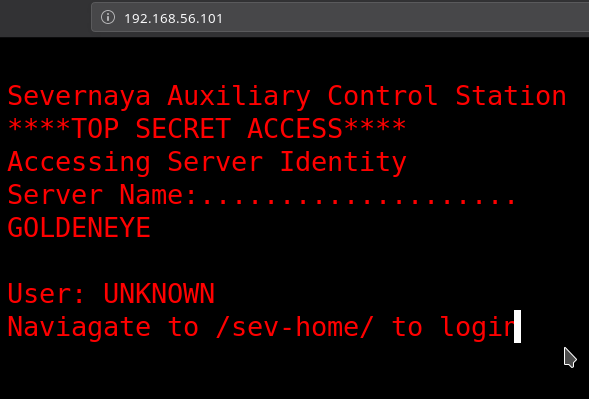 192.168.56.101
Severnaya Auxiliary Control Station
****TOP SECRET ACCESS****
Accessing Server Identity
Server Name:....................
GOLDENEYE
User: UNKNOWN
Naviagate to /sev-home/ to login